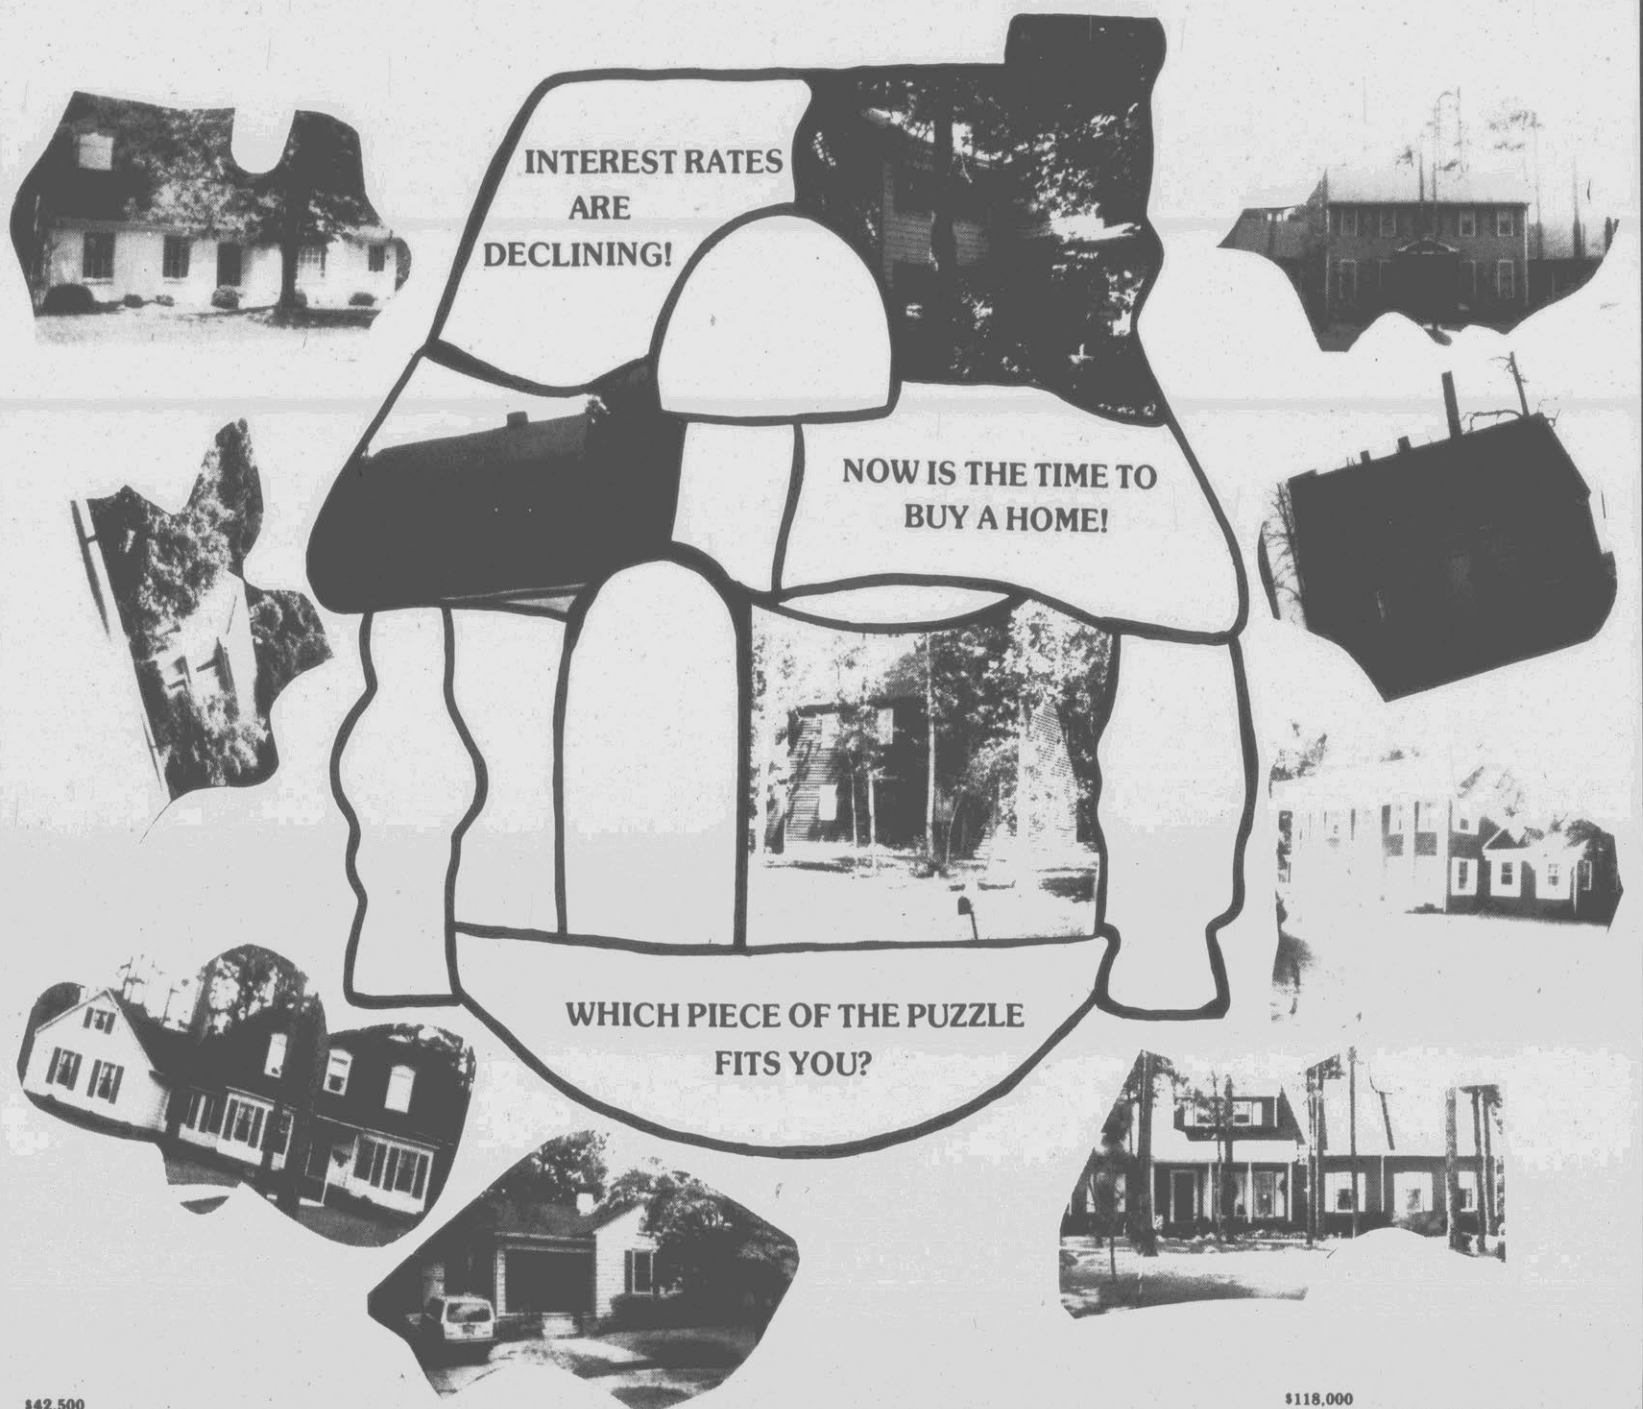 INTEREST RATES
ARE
DECLINING!
NOW IS THE TIME TO
BUY A HOME!
WHICH PIECE OF THE PUZZLE
FITS YOU?
$42,500
$118,000